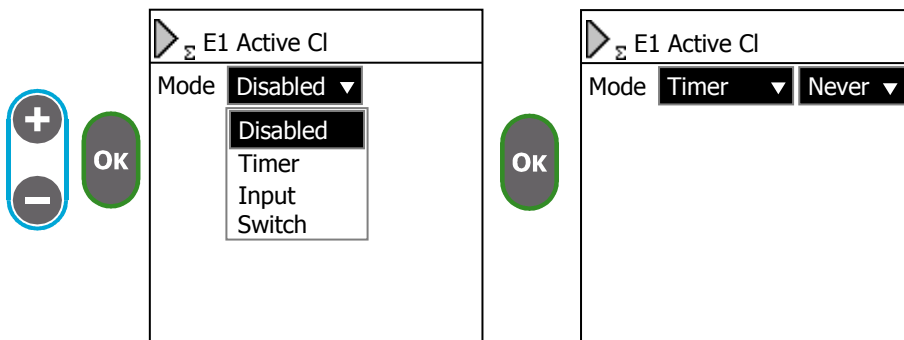 E1 Active Cl
Mode Disabled ▼
Disabled
Timer
Input
Switch
+
−
OK
OK
Σ E1 Active Cl
Mode Timer ▼ Never ▼